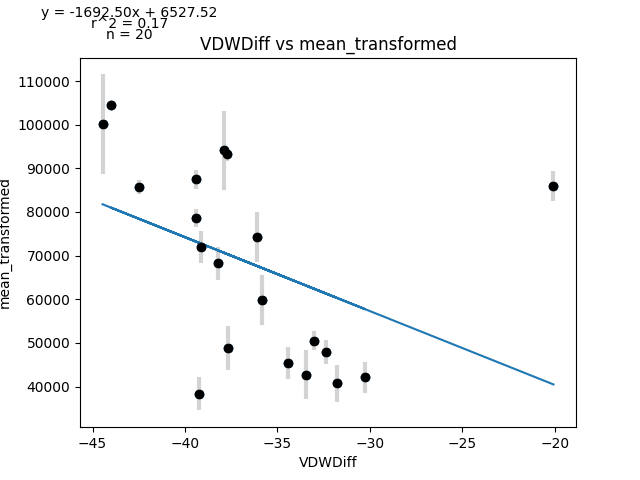 y = -1692.50x + 6527.52
r^2 = 0.17
n = 20
VDWDiff vs mean_transformed
110000
100000
90000
80000
70000
60000
50000
40000
mean_transformed
−45
−40
−35
−30
−25
−20
VDWDiff